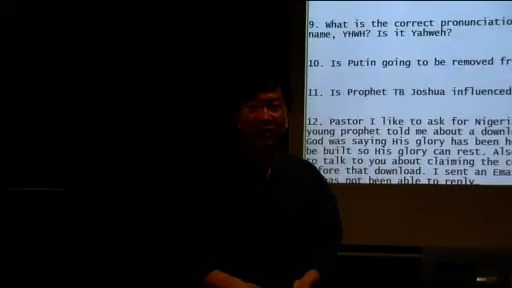 9. What is the correct pronunciatio
name, YHWH? Is it Yahweh?
10. Is Putin going to be removed fr
11. Is Prophet TB Joshua influenced
12. Pastor I like to ask for Nigeri
young prophet told me about a downl
God was saying His glory has been h
be built so His glory can rest. Als
to talk to you about claiming the c
before that download. I sent an Ema
was not been able to reply.